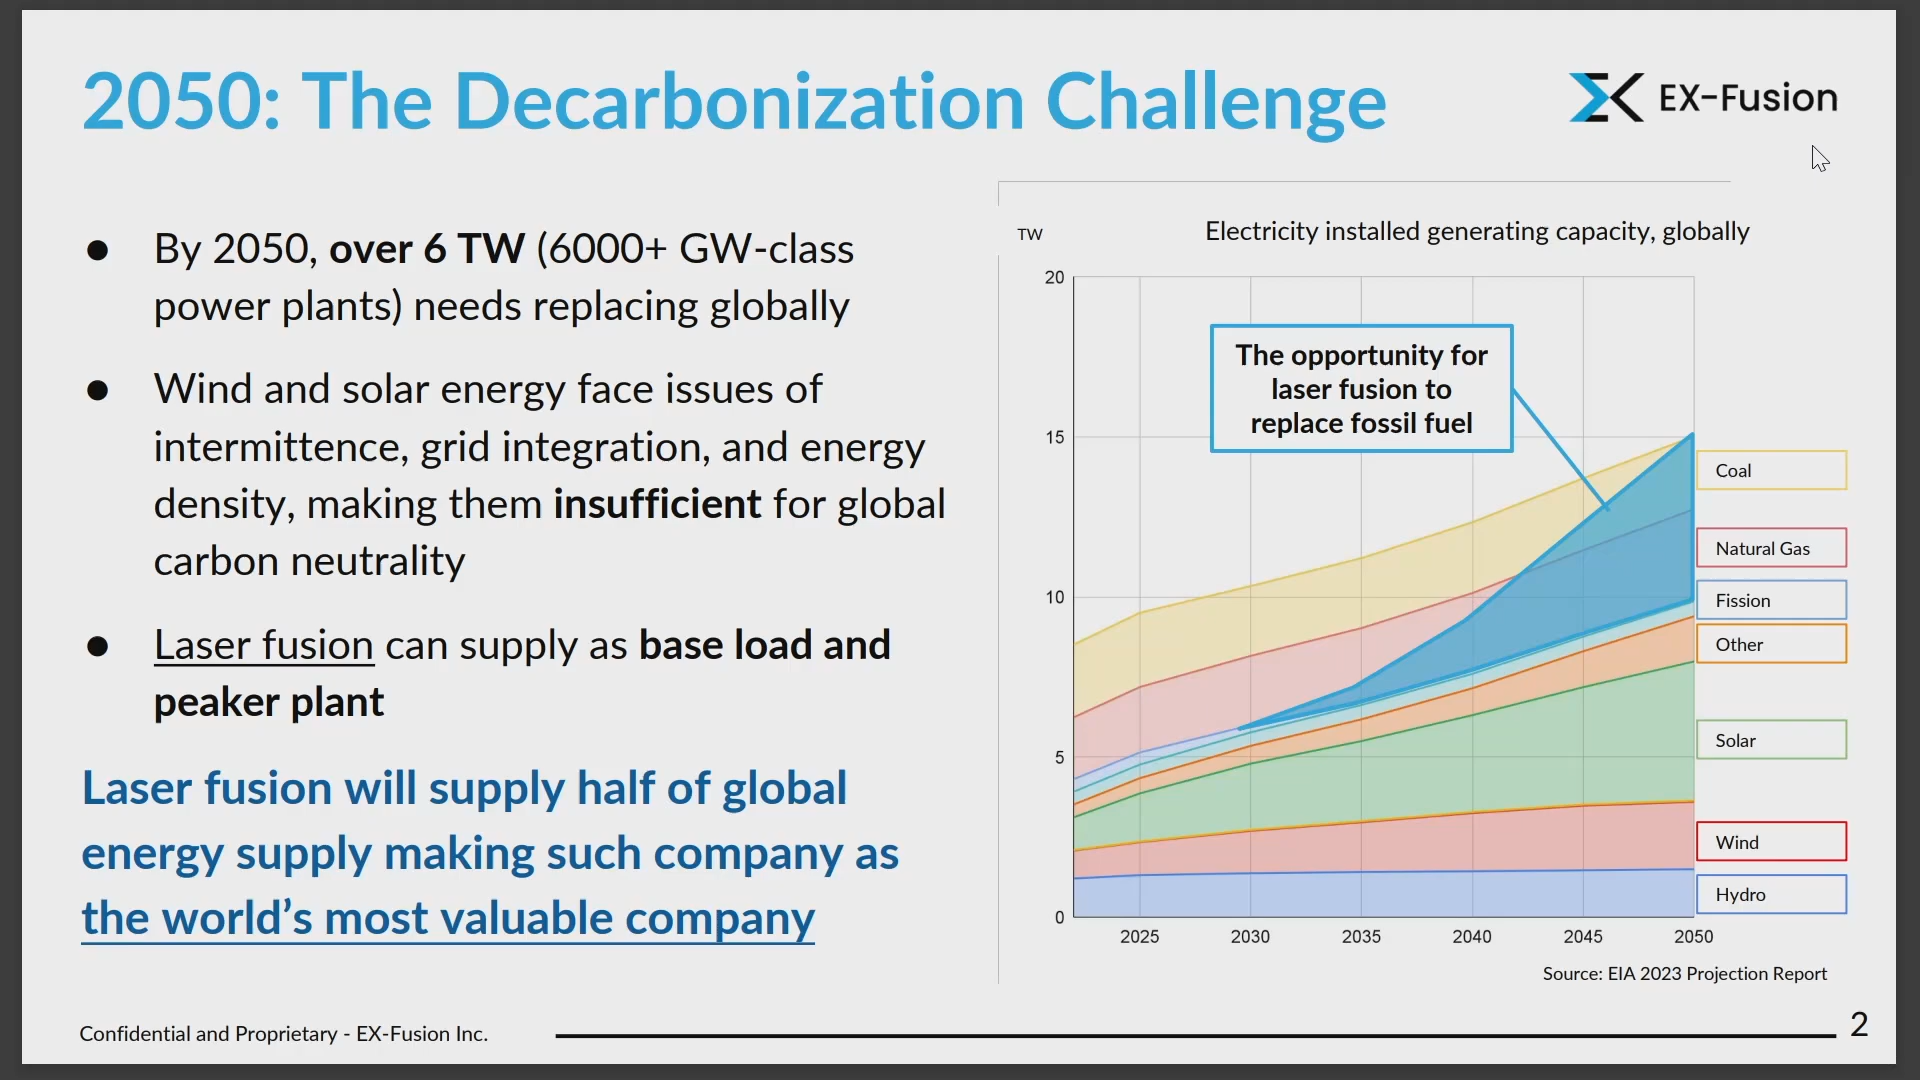 2050: The Decarbonization Challenge
EX-Fusion
● By 2050, over 6 TW (6000+ GW-class
power plants) needs replacing globally
● Wind and solar energy face issues of
intermittence, grid integration, and energy
density, making them insufficient for global
carbon neutrality
● Laser fusion can supply as base load and
peaker plant
Laser fusion will supply half of global
energy supply making such company as
the world’s most valuable company
TW
Electricity installed generating capacity, globally
20
15
10
5
0
The opportunity for
laser fusion to
replace fossil fuel
Coal
Natural Gas
Fission
Other
Solar
Wind
Hydro
2025 2030 2035 2040 2045 2050
Source: EIA 2023 Projection Report
Confidential and Proprietary - EX-Fusion Inc.
2